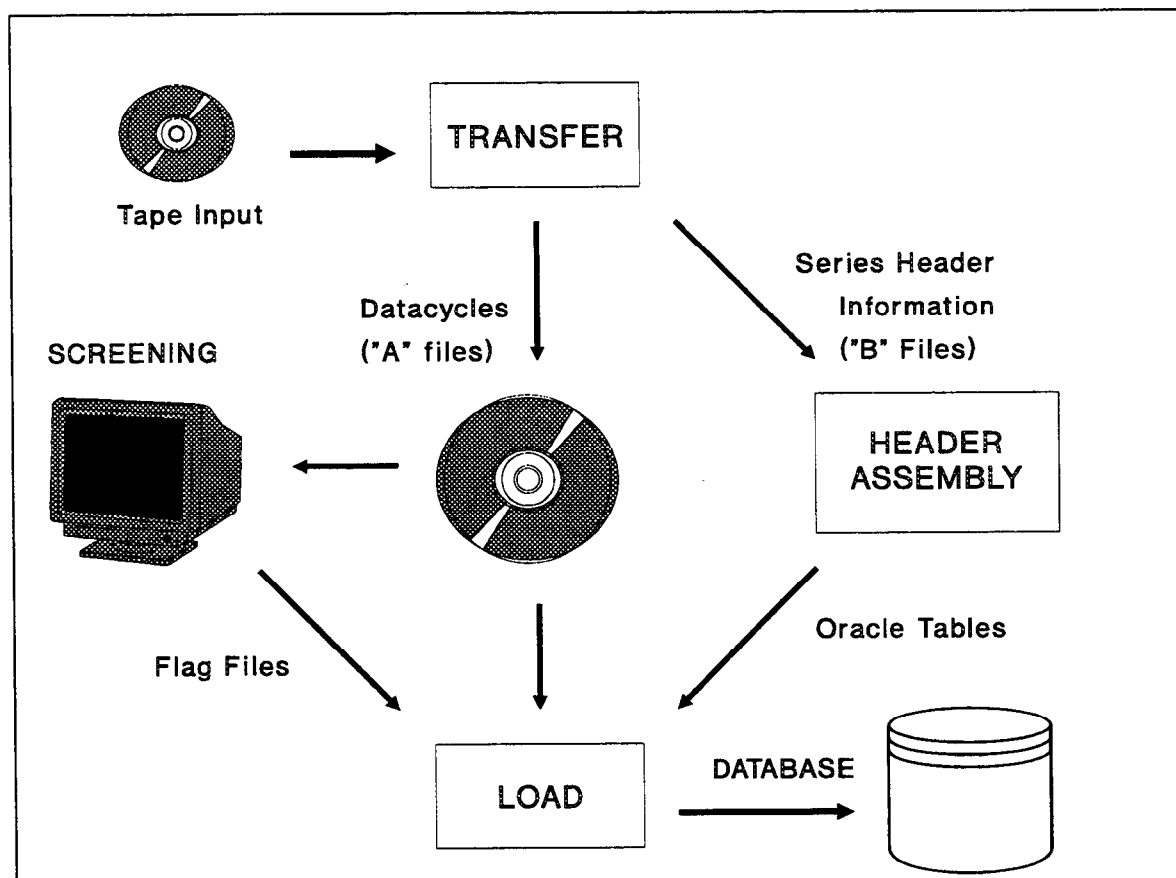 TRANSFER
Tape Input
Series Header
Information
("B" Files)
Datacycles
("A" files)
SCREENING
HEADER
ASSEMBLY
Oracle Tables
Flag Files
DATABASE
LOAD